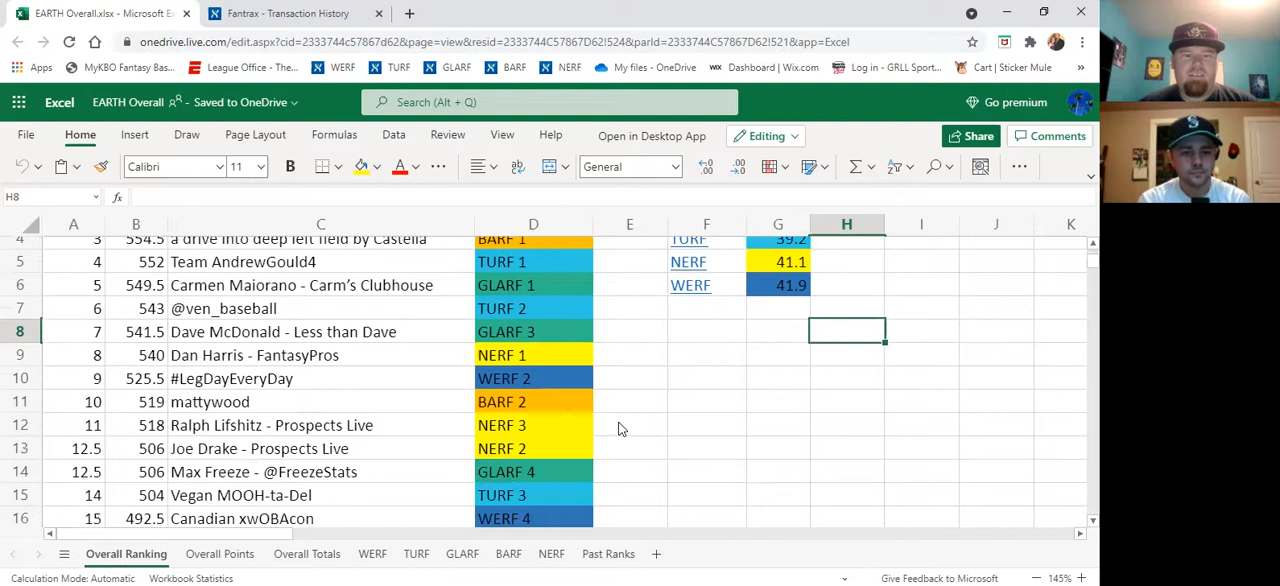 EARTH Overall.xlsx - Microsoft Ex
Fantrax - Transaction History
onedrive.live.com/edit.aspx?cid=2333744c57867d62&page=view&resid=2333744C57867D62!524&parId=2333744C57867D62!521&app=Excel
Apps MyKBO Fantasy Bas... League Office - The... WERF TURF GLARF BARF NERF My files - OneDrive WIX Dashboard | Wix.com Log in - GRLL Sport... Cart | Sticker Mule »
Excel EARTH Overall - Saved to OneDrive Search (Alt + Q) Go premium
File Home Insert Draw Page Layout Formulas Data Review View Help Open in Desktop App Editing Share Comments
Calibri 11 B General
H8 fx
A B C D E F G H I J K
4 3 554.5 a drive into deep left field by Castella BARF 1 TURF 39.2
5 4 552 Team AndrewGould4 TURF 1 NERF 41.1
6 5 549.5 Carmen Maiorano - Carm's Clubhouse GLARF 1 WERF 41.9
7 6 543 @ven_baseball TURF 2
8 7 541.5 Dave McDonald - Less than Dave GLARF 3
9 8 540 Dan Harris - FantasyPros NERF 1
10 9 525.5 #LegDayEveryDay WERF 2
11 10 519 mattywood BARF 2
12 11 518 Ralph Lifshitz - Prospects Live NERF 3
13 12.5 506 Joe Drake - Prospects Live NERF 2
14 12.5 506 Max Freeze - @FreezeStats GLARF 4
15 14 504 Vegan MOOH-ta-Del TURF 3
16 15 492.5 Canadian xwOBAcon WERF 4
Overall Ranking Overall Points Overall Totals WERF TURF GLARF BARF NERF Past Ranks
Calculation Mode: Automatic Workbook Statistics Give Feedback to Microsoft 145%